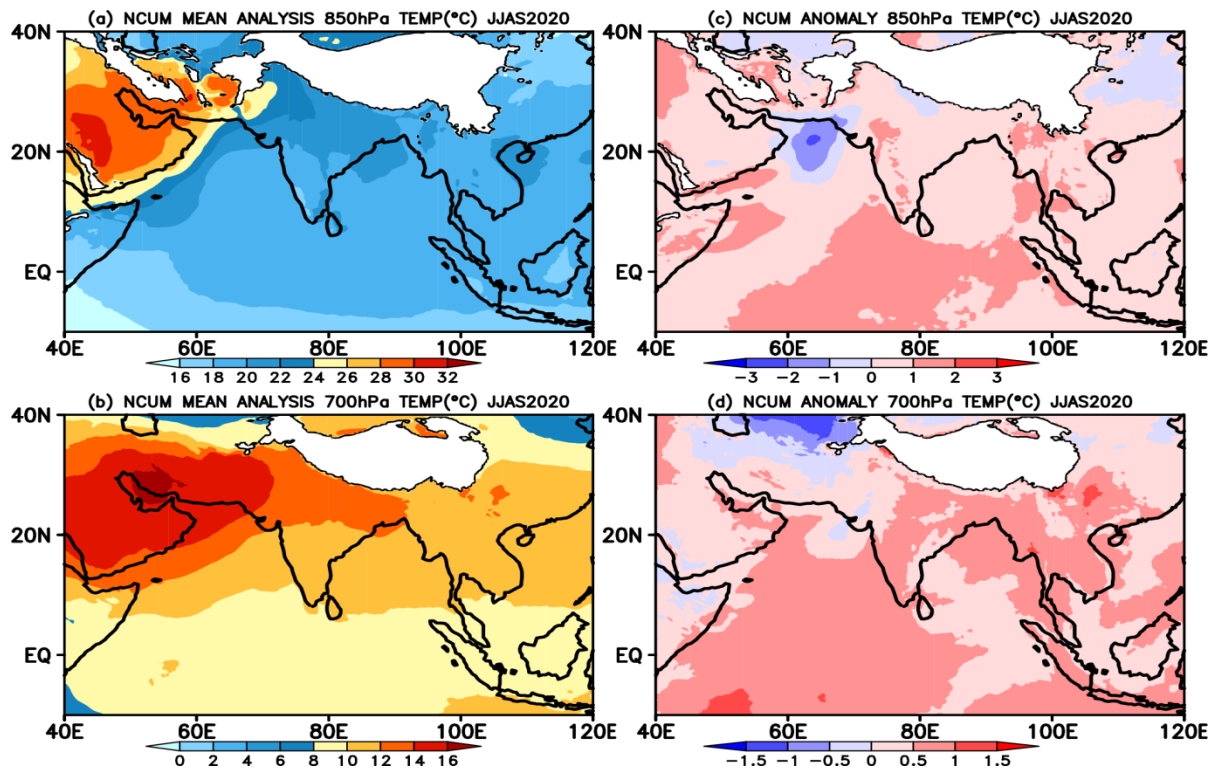 (a) NCUM MEAN ANALYSIS 850hPa TEMP(°C) JJAS2020
40N
20N
EQ
40E 60E 80E 100E 120E
16 18 20 22 24 26 28 30 32
(c) NCUM ANOMALY 850hPa TEMP(°C) JJAS2020
40N
20N
EQ
40E 60E 80E 100E 120E
−3 −2 −1 0 1 2 3
(b) NCUM MEAN ANALYSIS 700hPa TEMP(°C) JJAS2020
40N
20N
EQ
40E 60E 80E 100E 120E
0 2 4 6 8 10 12 14 16
(d) NCUM ANOMALY 700hPa TEMP(°C) JJAS2020
40N
20N
EQ
40E 60E 80E 100E 120E
−1.5 −1 −0.5 0 0.5 1 1.5